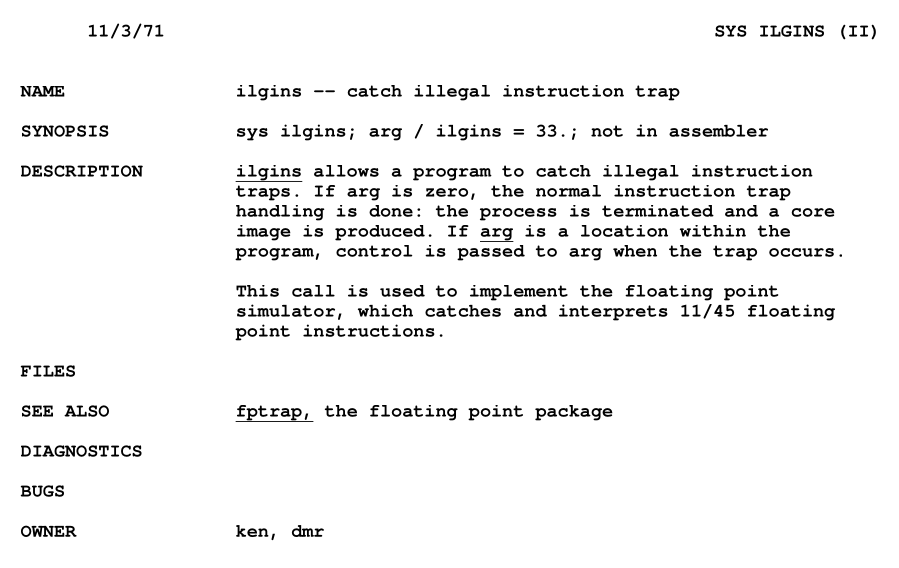 11/3/71 SYS ILGINS (II)
NAME ilgins -- catch illegal instruction trap
SYNOPSIS sys ilgins; arg / ilgins = 33.; not in assembler
DESCRIPTION ilgins allows a program to catch illegal instruction
traps. If arg is zero, the normal instruction trap
handling is done: the process is terminated and a core
image is produced. If arg is a location within the
program, control is passed to arg when the trap occurs.
This call is used to implement the floating point
simulator, which catches and interprets 11/45 floating
point instructions.
FILES
SEE ALSO fptrap, the floating point package
DIAGNOSTICS
BUGS
OWNER ken, dmr